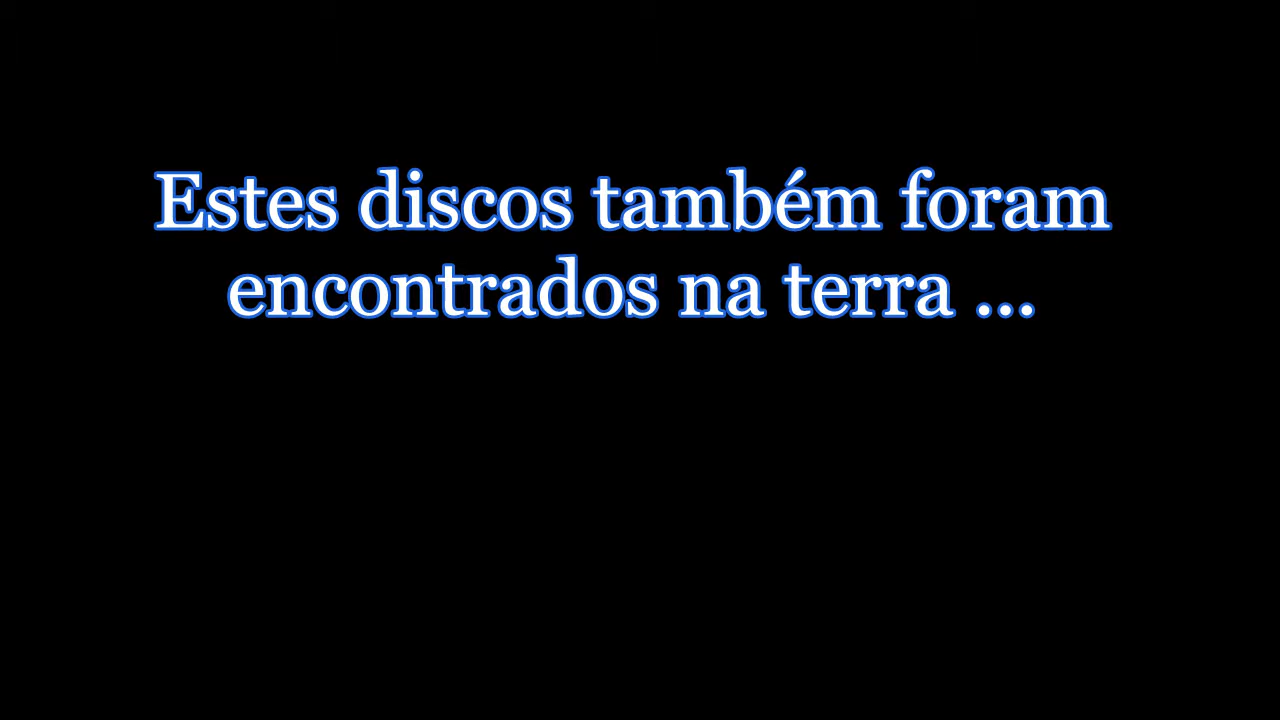 Estes discos também foram
encontrados na terra ...